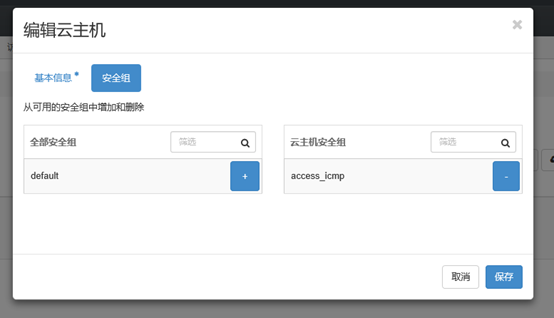 编辑云主机
×
基本信息 *
安全组
从可用的安全组中增加和删除
全部安全组
筛选
default
+
云主机安全组
筛选
access_icmp
-
取消
保存